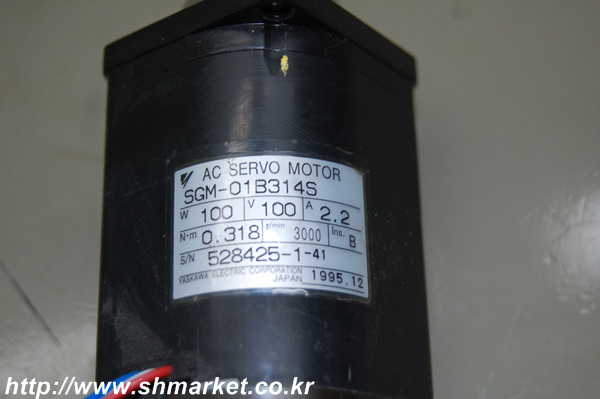 AC SERVO MOTOR
SGM-01B314S
W 100 V 100 A 2.2
N·m 0.318 r/min 3000 Ins. B
S/N 528425-1-41
YASKAWA ELECTRIC CORPORATION
JAPAN 1995.12
http://www.shmarket.co.kr